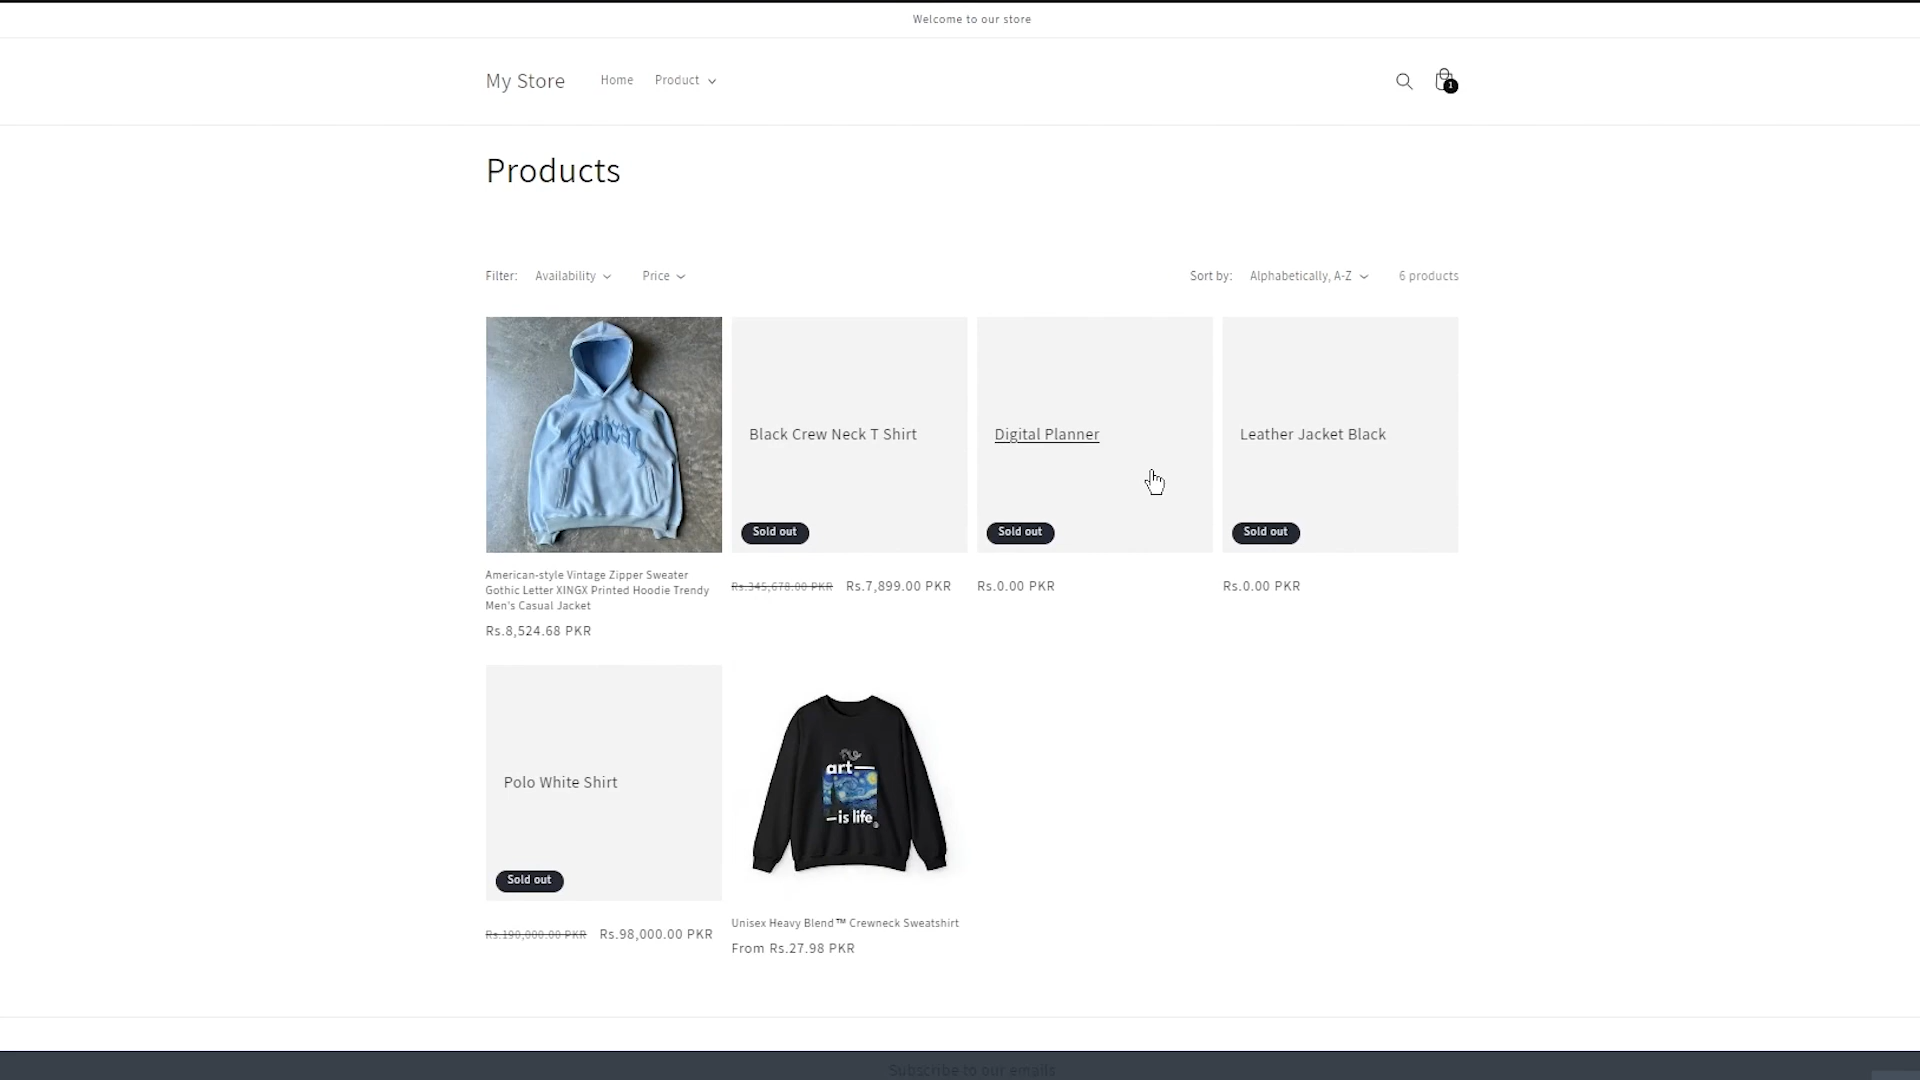 Welcome to our store
My Store
Home
Product
1
Products
Filter:
Availability
Price
Sort by:
Alphabetically, A-Z
6 products
Black Crew Neck T Shirt
Digital Planner
Leather Jacket Black
Sold out
Sold out
Sold out
American-style Vintage Zipper Sweater
Gothic Letter XINGX Printed Hoodie Trendy
Men's Casual Jacket
Rs.8,524.68 PKR
Rs.345,678.00 PKR Rs.7,899.00 PKR
Rs.0.00 PKR
Rs.0.00 PKR
Polo White Shirt
Sold out
Rs.190,000.00 PKR Rs.98,000.00 PKR
art
is life
Unisex Heavy Blend™ Crewneck Sweatshirt
From Rs.27.98 PKR
Subscribe to our emails